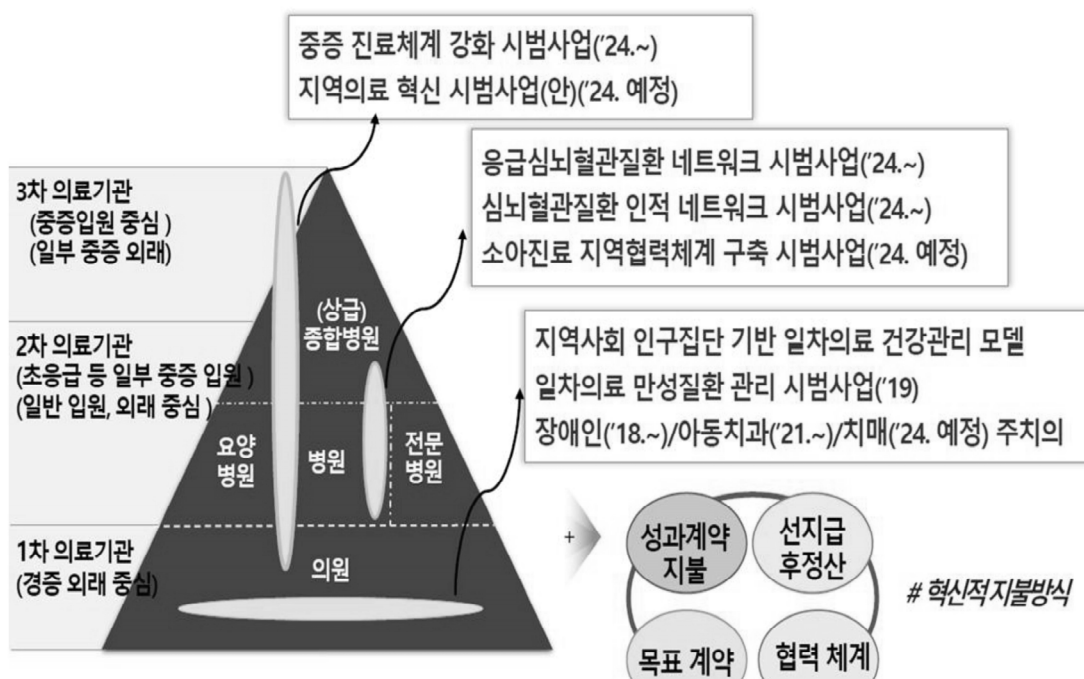 중증 진료체계 강화 시범사업('24.~)
지역의료 혁신 시범사업(안)('24. 예정)
응급심뇌혈관질환 네트워크 시범사업('24.~)
심뇌혈관질환 인적 네트워크 시범사업('24.~)
소아진료 지역협력체계 구축 시범사업('24. 예정)
지역사회 인구집단 기반 일차의료 건강관리 모델
일차의료 만성질환 관리 시범사업('19)
장애인('18.~)/아동치과('21.~)/치매('24. 예정) 주치의
3차 의료기관
(중증입원 중심 )
(일부 중증 외래)
2차 의료기관
(초응급 등 일부 중증 입원 )
(일반 입원, 외래 중심 )
1차 의료기관
(경증 외래 중심)
(상급)
종합병원
요양
병원
병원
전문
병원
의원
+
성과계약
지불
선지급
후정산
목표 계약
협력 체계
# 혁신적 지불방식